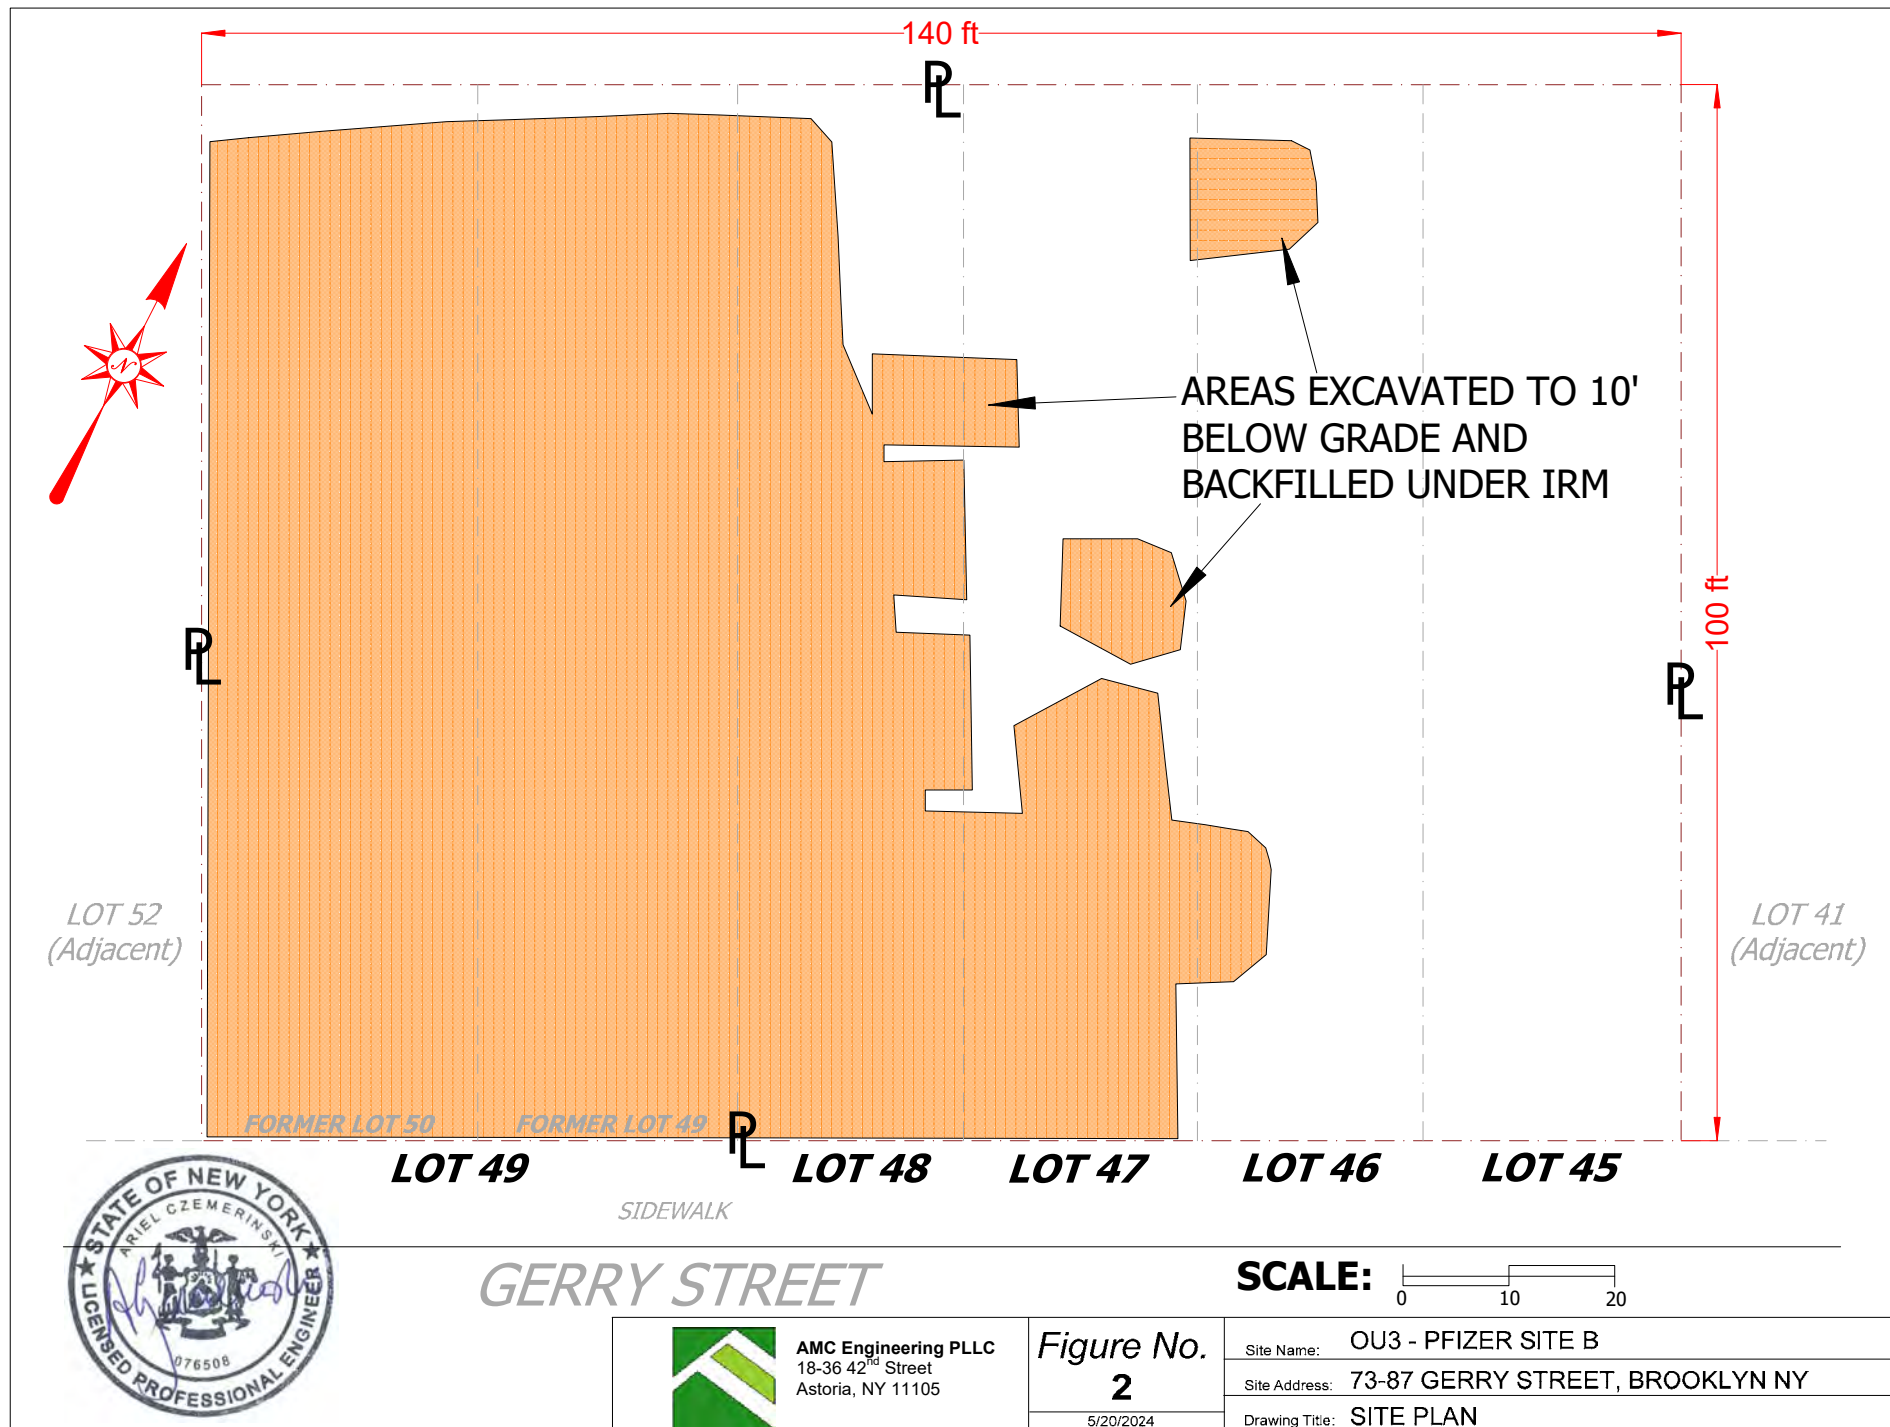 140 ft
PL
AREAS EXCAVATED TO 10'
BELOW GRADE AND
BACKFILLED UNDER IRM
N
100 ft
PL
PL
LOT 52
(Adjacent)
LOT 41
(Adjacent)
FORMER LOT 50
FORMER LOT 49
PL
LOT 49
LOT 48
LOT 47
LOT 46
LOT 45
SIDEWALK
GERRY STREET
STATE OF NEW YORK
ARIEL CZEMERINSKI
076508
LICENSED PROFESSIONAL ENGINEER
SCALE:
0 10 20
AMC Engineering PLLC
18-36 42nd Street
Astoria, NY 11105
Figure No.
2
5/20/2024
Site Name: OU3 - PFIZER SITE B
Site Address: 73-87 GERRY STREET, BROOKLYN NY
Drawing Title: SITE PLAN